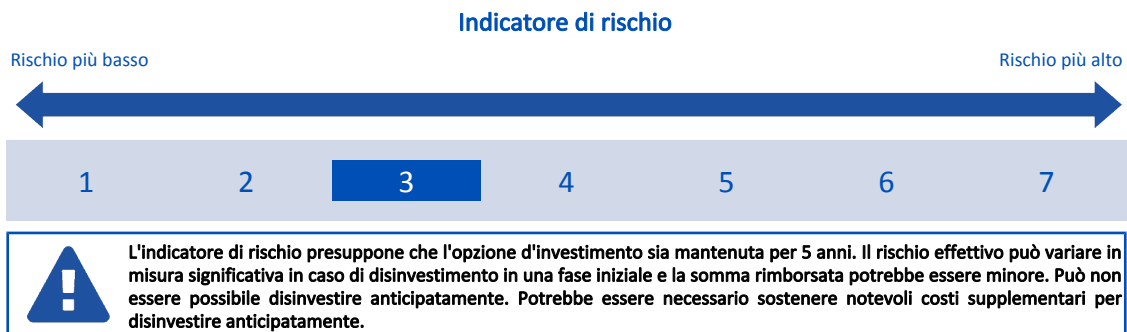 Indicatore di rischio
Rischio più basso
Rischio più alto
1 2 3 4 5 6 7
L'indicatore di rischio presuppone che l'opzione d'investimento sia mantenuta per 5 anni. Il rischio effettivo può variare in
misura significativa in caso di disinvestimento in una fase iniziale e la somma rimborsata potrebbe essere minore. Può non
essere possibile disinvestire anticipatamente. Potrebbe essere necessario sostenere notevoli costi supplementari per
disinvestire anticipatamente.